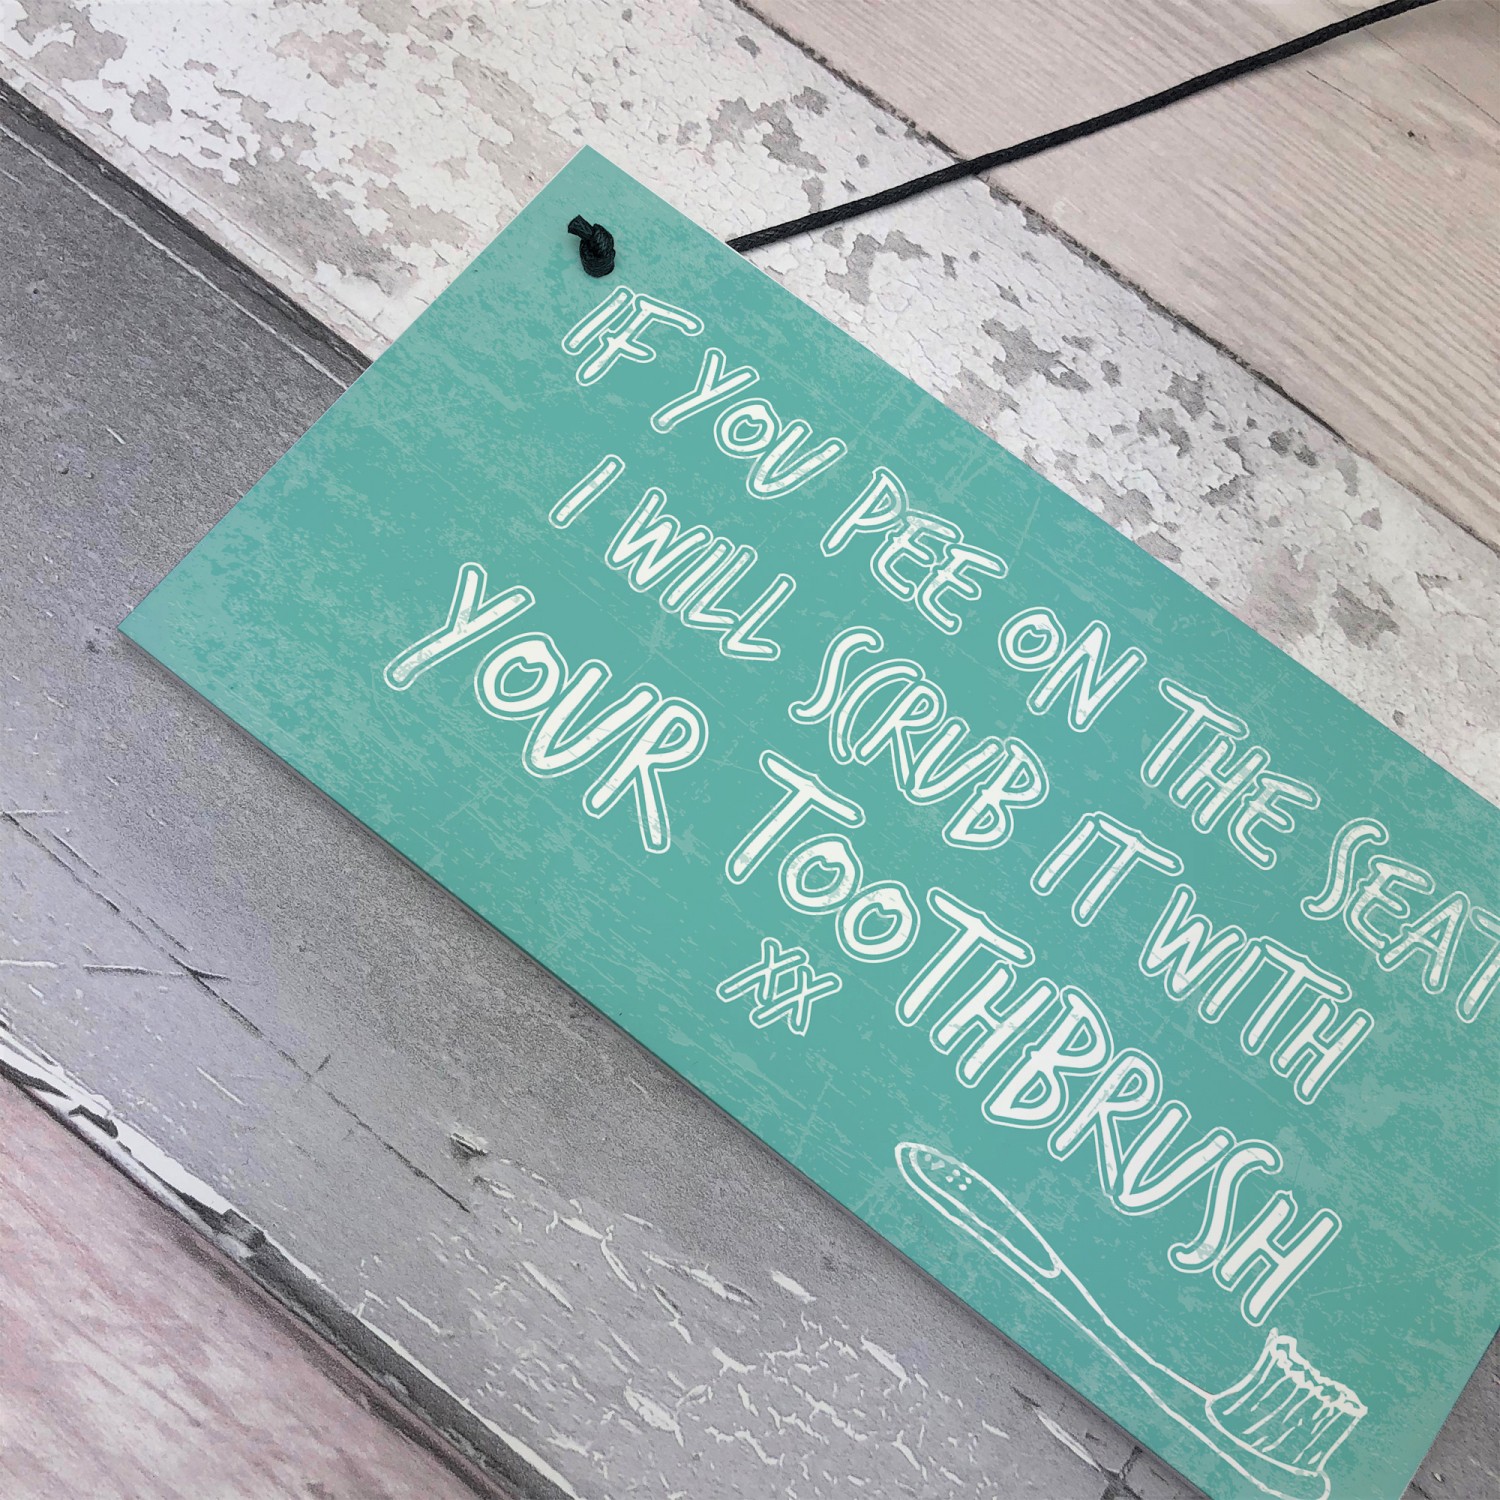 IF YOU PEE ON THE SEAT
I WILL SCRUB IT WITH
YOUR TOOTHBRUSH
XX